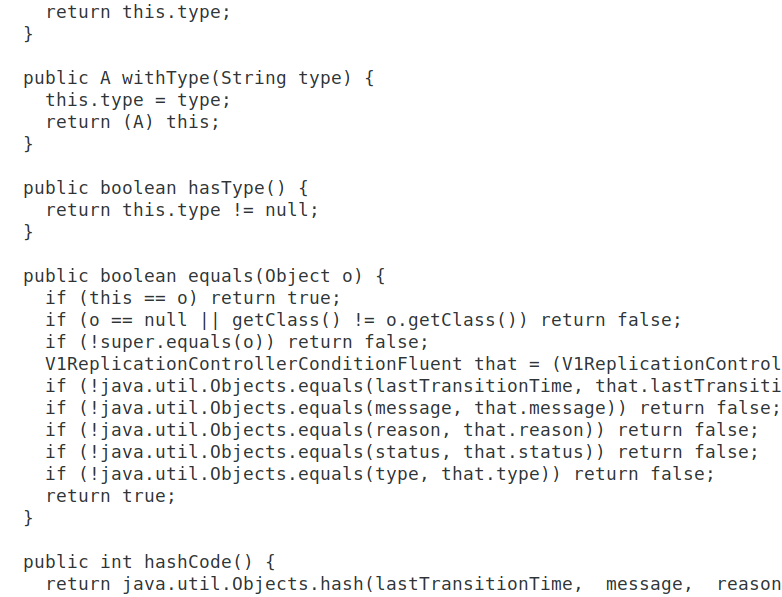 return this.type;
}
public A withType(String type) {
this.type = type;
return (A) this;
}
public boolean hasType() {
return this.type != null;
}
public boolean equals(Object o) {
if (this == o) return true;
if (o == null || getClass() != o.getClass()) return false;
if (!super.equals(o)) return false;
V1ReplicationControllerConditionFluent that = (V1ReplicationControl
if (!java.util.Objects.equals(lastTransitionTime, that.lastTransiti
if (!java.util.Objects.equals(message, that.message)) return false;
if (!java.util.Objects.equals(reason, that.reason)) return false;
if (!java.util.Objects.equals(status, that.status)) return false;
if (!java.util.Objects.equals(type, that.type)) return false;
return true;
}
public int hashCode() {
return java.util.Objects.hash(lastTransitionTime,  message,  reason